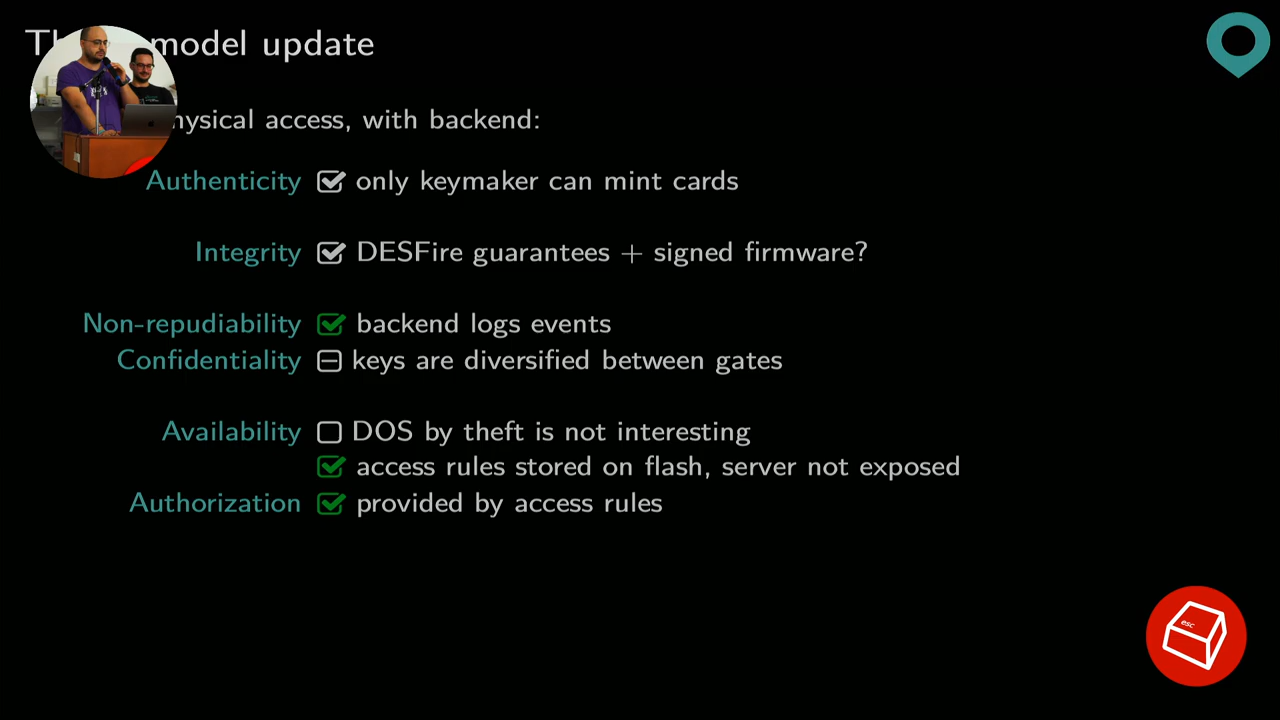 model update
physical access, with backend:
Authenticity only keymaker can mint cards
Integrity DESFire guarantees + signed firmware?
Non-repudiability backend logs events
Confidentiality keys are diversified between gates
Availability DOS by theft is not interesting
access rules stored on flash, server not exposed
Authorization provided by access rules
esc